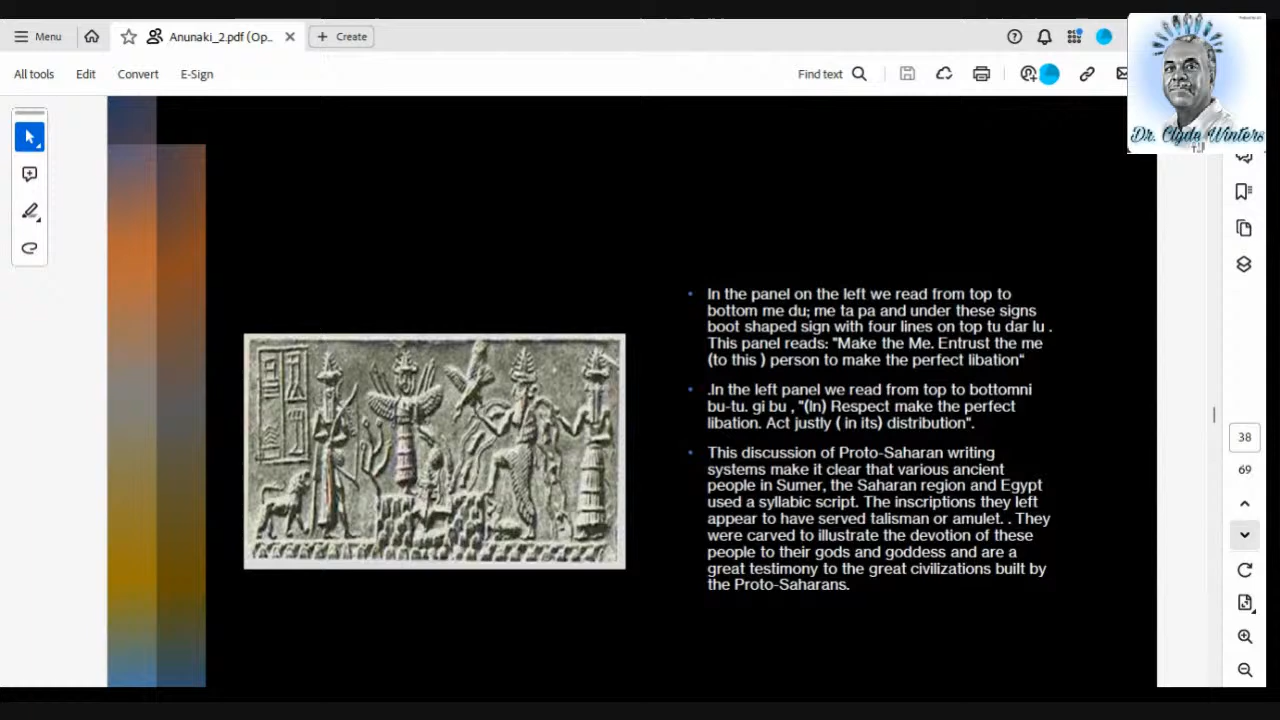 Menu
Anunaki_2.pdf (Op...
Create
All tools
Edit
Convert
E-Sign
Find text
Dr. Clyde Winters
In the panel on the left we read from top to
bottom me du; me ta pa and under these signs
boot shaped sign with four lines on top tu dar lu .
This panel reads: "Make the Me. Entrust the me
(to this ) person to make the perfect libation"
.In the left panel we read from top to bottomni
bu-tu. gi bu , "(In) Respect make the perfect
libation. Act justly ( in its) distribution".
This discussion of Proto-Saharan writing
systems make it clear that various ancient
people in Sumer, the Saharan region and Egypt
used a syllabic script. The inscriptions they left
appear to have served talisman or amulet. . They
were carved to illustrate the devotion of these
people to their gods and goddess and are a
great testimony to the great civilizations built by
the Proto-Saharans.
38
69